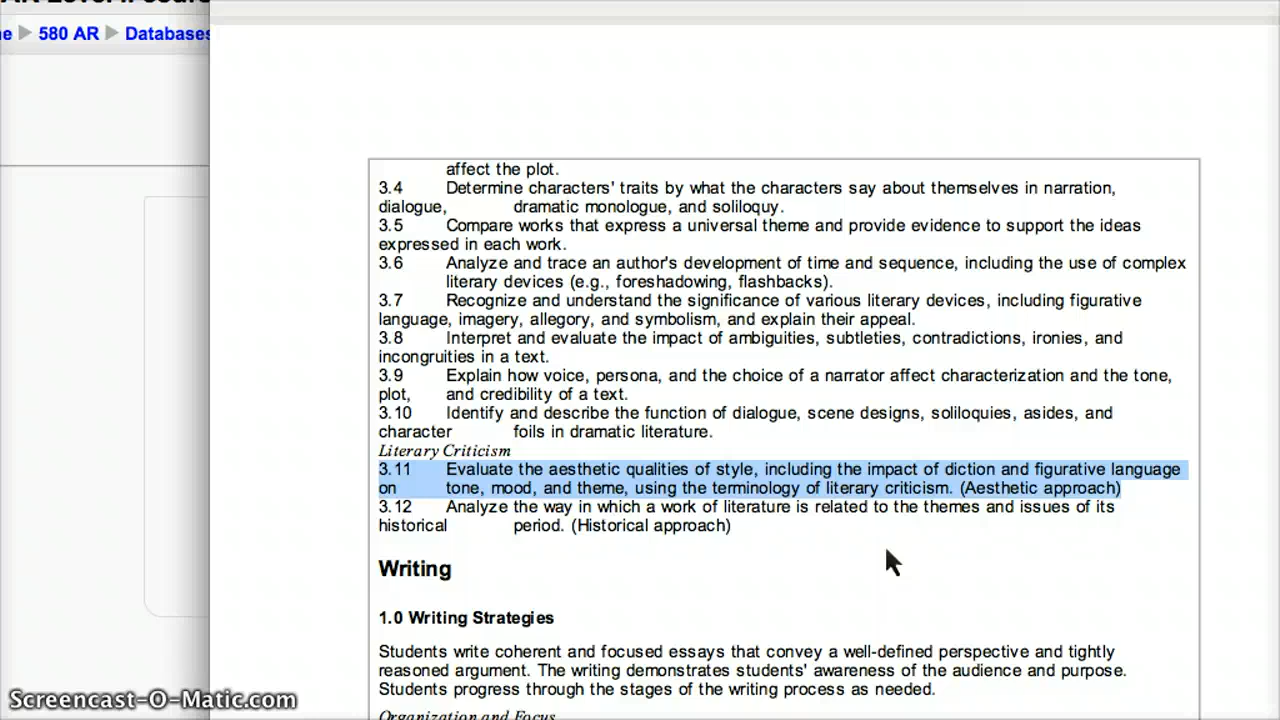 580 AR Databases
affect the plot.
3.4 Determine characters' traits by what the characters say about themselves in narration,
dialogue, dramatic monologue, and soliloquy.
3.5 Compare works that express a universal theme and provide evidence to support the ideas
expressed in each work.
3.6 Analyze and trace an author's development of time and sequence, including the use of complex
literary devices (e.g., foreshadowing, flashbacks).
3.7 Recognize and understand the significance of various literary devices, including figurative
language, imagery, allegory, and symbolism, and explain their appeal.
3.8 Interpret and evaluate the impact of ambiguities, subtleties, contradictions, ironies, and
incongruities in a text.
3.9 Explain how voice, persona, and the choice of a narrator affect characterization and the tone,
plot, and credibility of a text.
3.10 Identify and describe the function of dialogue, scene designs, soliloquies, asides, and
character foils in dramatic literature.
Literary Criticism
3.11 Evaluate the aesthetic qualities of style, including the impact of diction and figurative language
on tone, mood, and theme, using the terminology of literary criticism. (Aesthetic approach)
3.12 Analyze the way in which a work of literature is related to the themes and issues of its
historical period. (Historical approach)
Writing
1.0 Writing Strategies
Students write coherent and focused essays that convey a well-defined perspective and tightly
reasoned argument. The writing demonstrates students' awareness of the audience and purpose.
Students progress through the stages of the writing process as needed.
Organization and Focus
Screencast-O-Matic.com